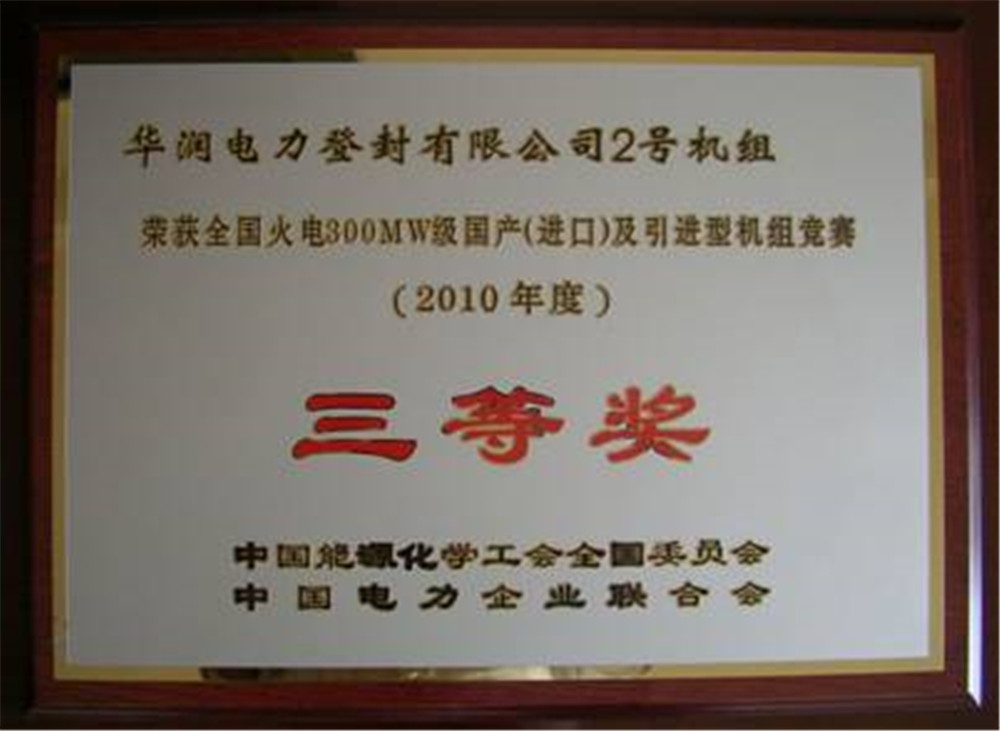 华润电力登封有限公司2号机组
荣获全国火电300MW级国产(进口)及引进型机组竞赛
(2010年度)
三等奖
中国能源化学工会全国委员会
中国电力企业联合会